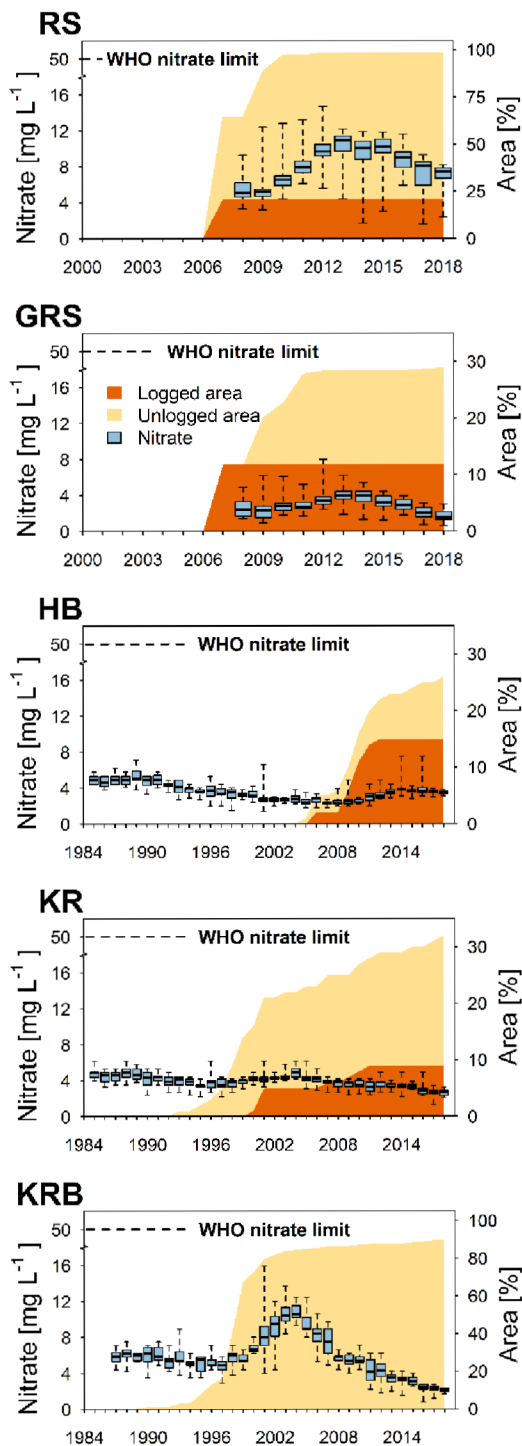 RS
50
WHO nitrate limit
100
16
12
75
8
50
4
25
0
0
Nitrate [mg L⁻¹]
Area [%]
2000 2003 2006 2009 2012 2015 2018
GRS
50
WHO nitrate limit
30
16
Logged area
12
Unlogged area
20
8
Nitrate
4
10
0
0
Nitrate [mg L⁻¹]
Area [%]
2000 2003 2006 2009 2012 2015 2018
HB
50
WHO nitrate limit
30
16
12
20
8
10
4
0
0
Nitrate [mg L⁻¹]
Area [%]
1984 1990 1996 2002 2008 2014
KR
50
WHO nitrate limit
30
16
12
20
8
10
4
0
0
Nitrate [mg L⁻¹]
Area [%]
1984 1990 1996 2002 2008 2014
KRB
50
WHO nitrate limit
100
16
80
12
60
8
40
4
20
0
0
Nitrate [mg L⁻¹]
Area [%]
1984 1990 1996 2002 2008 2014